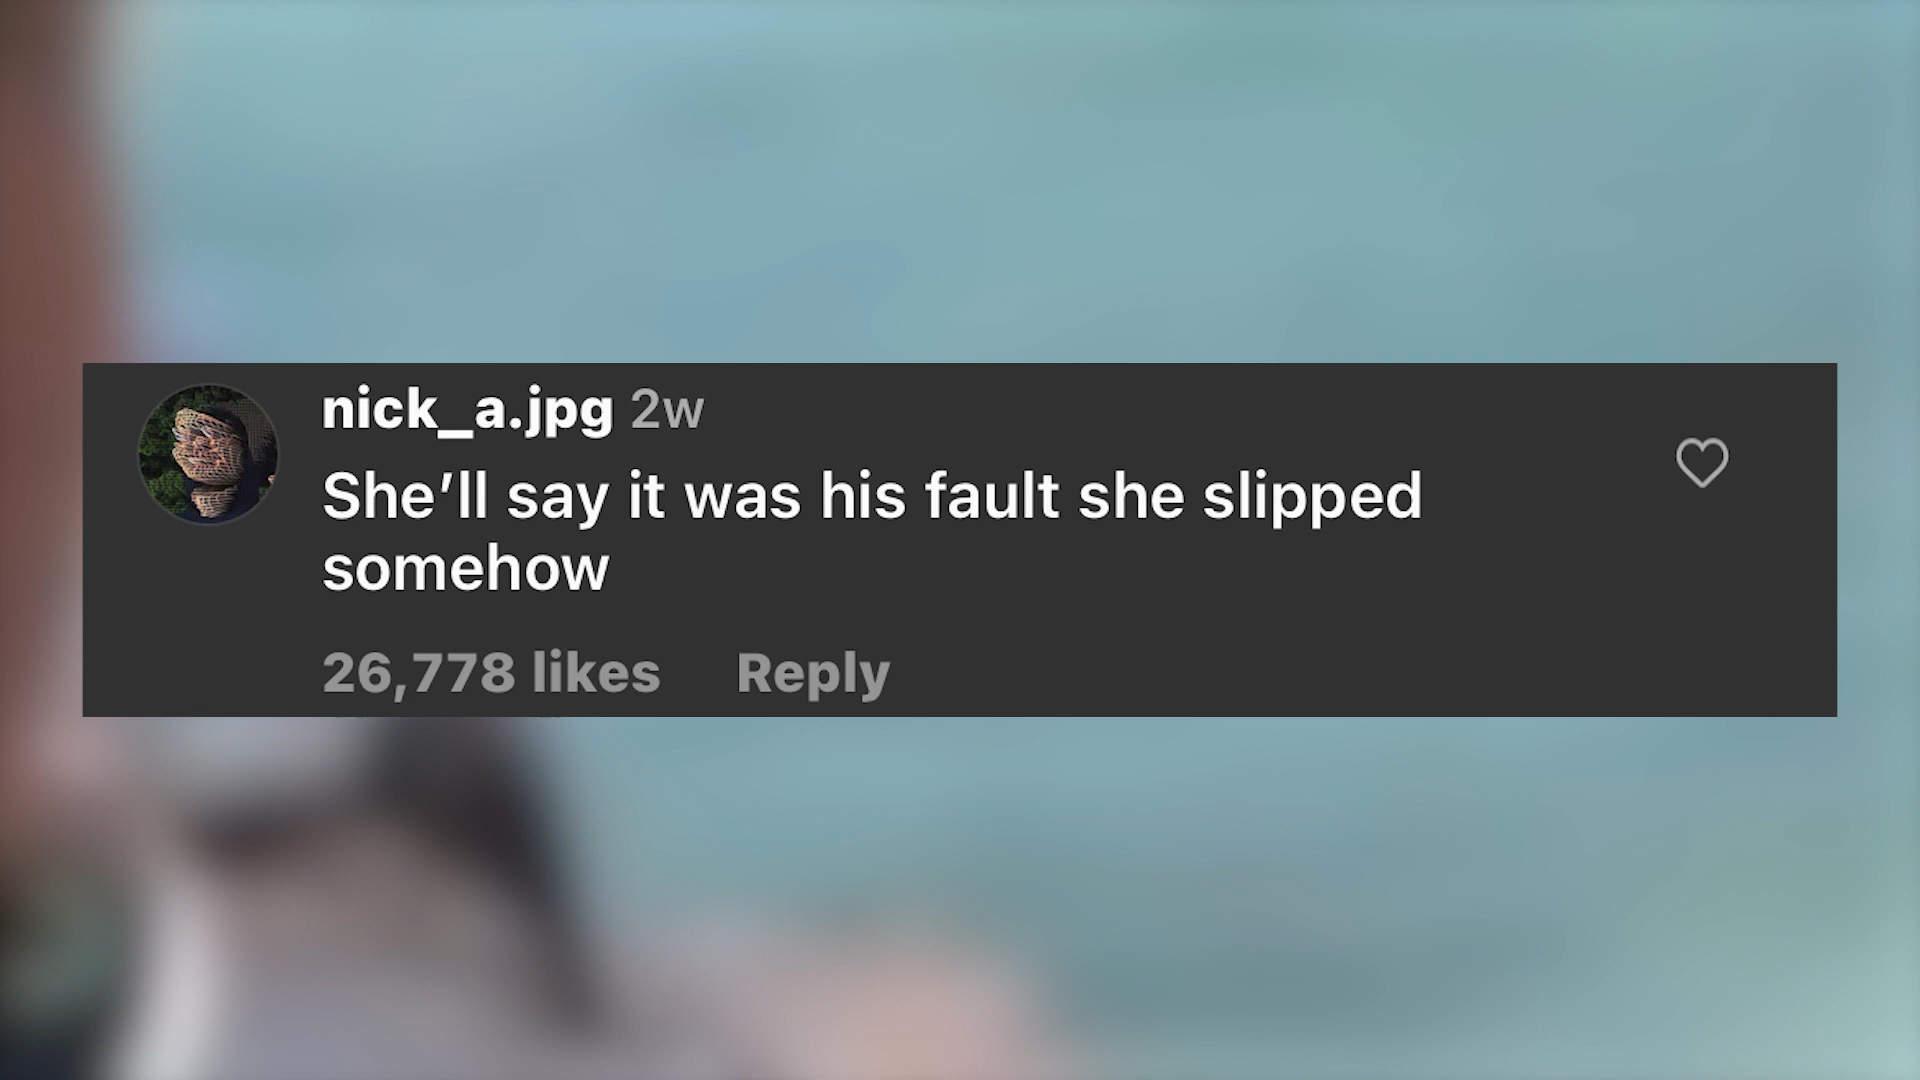 nick_a.jpg 2w
She’ll say it was his fault she slipped
somehow
26,778 likes Reply